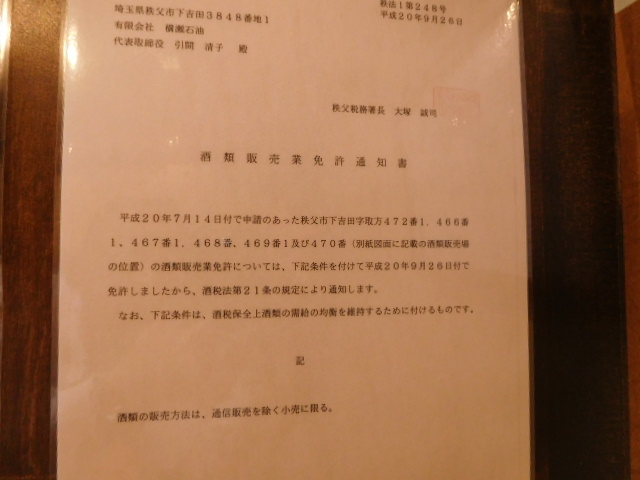 秩法1第248号
平成20年9月26日
埼玉県秩父市下吉田3848番地1
有限会社 横瀬石油
代表取締役 引間 清子 殿
秩父税務署長 大塚 誠司
酒類販売業免許通知書
平成20年7月14日付で申請のあった秩父市下吉田字取方472番1、466番
1、467番1、468番、469番1及び470番（別紙図面に記載の酒類販売場
の位置）の酒類販売業免許については、下記条件を付けて平成20年9月26日付で
免許しましたから、酒税法第21条の規定により通知します。
なお、下記条件は、酒税保全上酒類の需給の均衡を維持するために付けるものです。
記
酒類の販売方法は、通信販売を除く小売に限る。